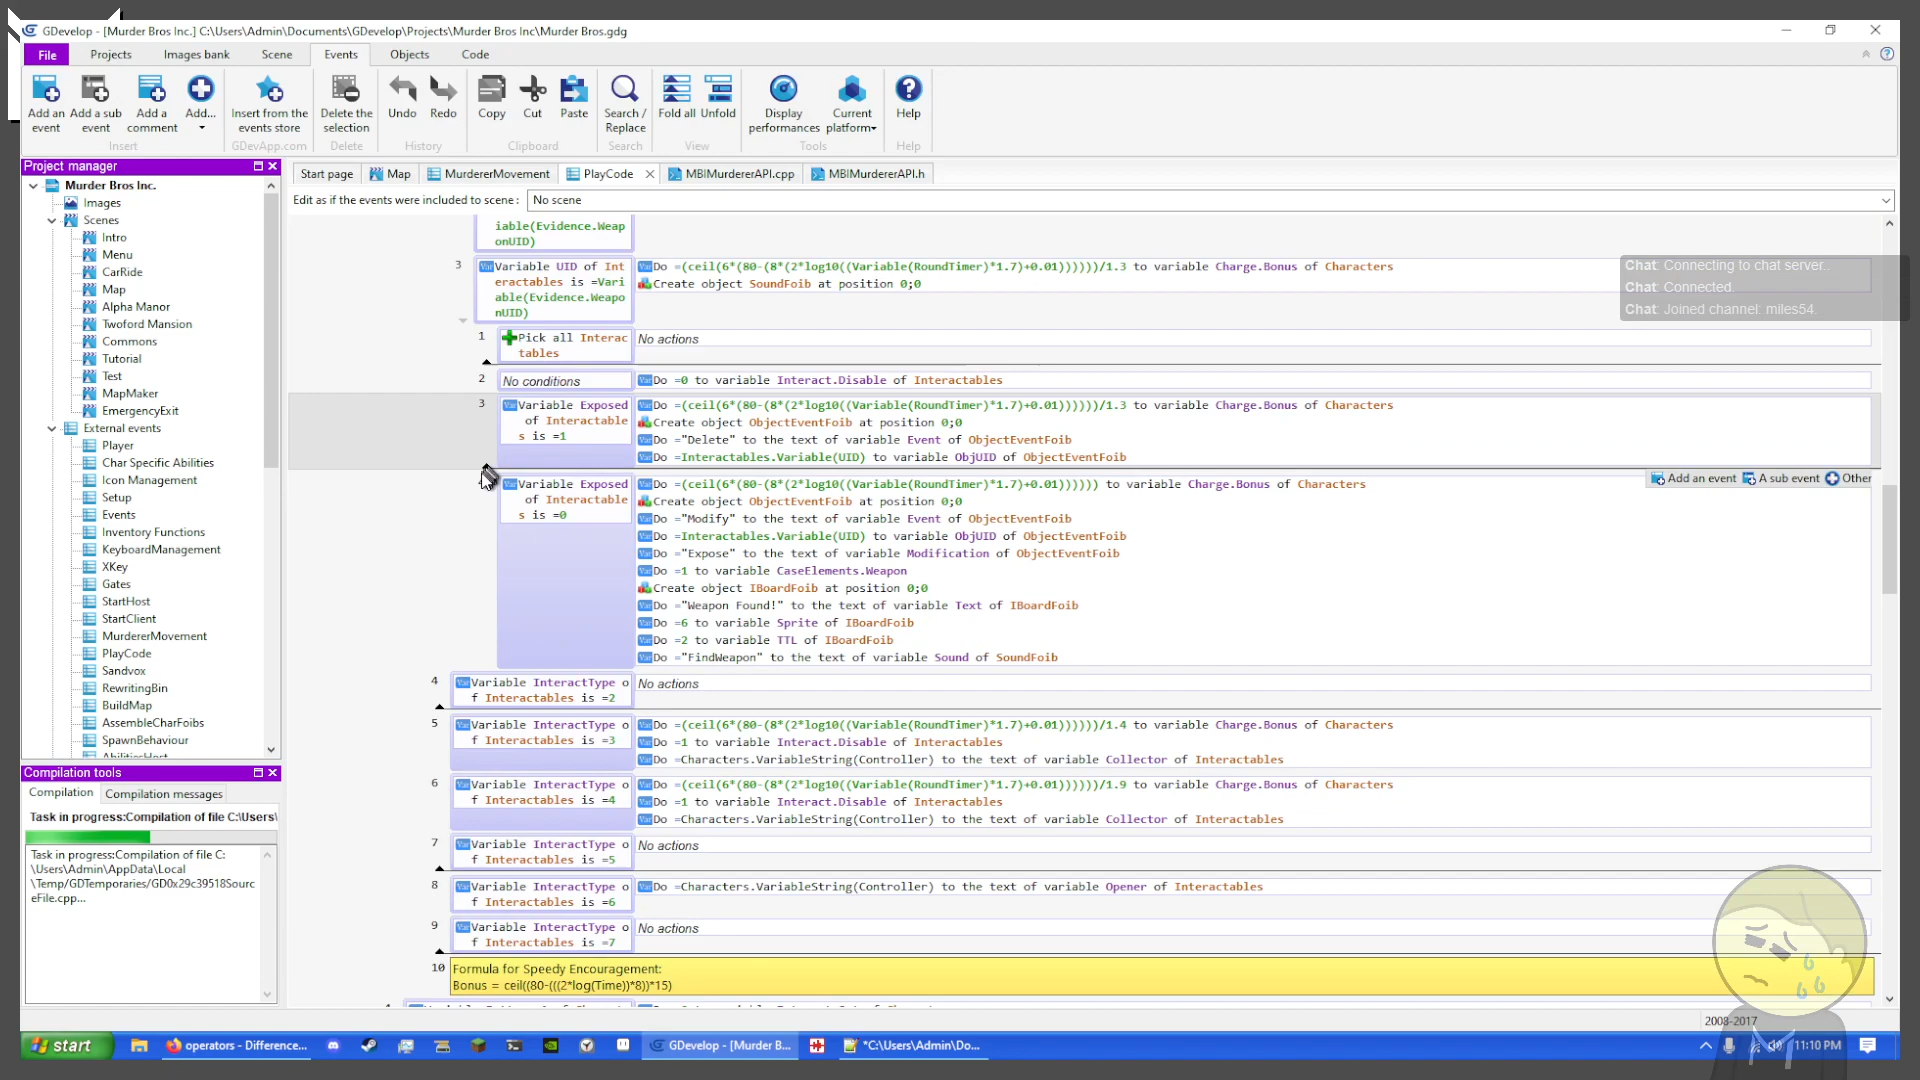 GDevelop - [Murder Bros Inc.] C:\Users\Admin\Documents\GDevelop\Projects\Murder Bros Inc\Murder Bros.gdg
File Projects Images bank Scene Events Objects Code
Add an event
Add a sub event
Add a comment
Add...
Insert from the events store
Delete the selection
Undo
Redo
Copy
Cut
Paste
Search / Replace
Fold all
Unfold
Display performances
Current platform
Help
Insert GDevApp.com Delete History Clipboard Search View Tools Help
Project manager
Murder Bros Inc.
Images
Scenes
Intro
Menu
CarRide
Map
Alpha Manor
Twoford Mansion
Commons
Tutorial
Test
MapMaker
EmergencyExit
External events
Player
Char Specific Abilities
Icon Management
Setup
Events
Inventory Functions
KeyboardManagement
XKey
Gates
StartHost
StartClient
MurdererMovement
PlayCode
Sandvox
RewritingBin
BuildMap
AssembleCharFoibs
SpawnBehaviour
AbilitiesHost
Compilation tools
Compilation Compilation messages
Task in progress:Compilation of file C:\Users\
Task in progress:Compilation of file C:
\Users\Admin\AppData\Local
\Temp/GDTemporaries/GD0x29c39518Sourc
eFile.cpp...
Start page Map MurdererMovement PlayCode MBIMurdererAPI.cpp MBIMurdererAPI.h
Edit as if the events were included to scene : No scene
iable(Evidence.Weap
onUID)
3
Variable UID of Int
eractables is =Vari
able(Evidence.Weapo
nUID)
Do =(ceil(6*(80-(8*(2*log10((Variable(RoundTimer)*1.7)+0.01))))))/1.3 to variable Charge.Bonus of Characters
Create object SoundFoib at position 0;0
1
Pick all Interac
tables
No actions
2
No conditions
Do =0 to variable Interact.Disable of Interactables
3
Variable Exposed
of Interactable
s is =1
Do =(ceil(6*(80-(8*(2*log10((Variable(RoundTimer)*1.7)+0.01))))))/1.3 to variable Charge.Bonus of Characters
Create object ObjectEventFoib at position 0;0
Do ="Delete" to the text of variable Event of ObjectEventFoib
Do =Interactables.Variable(UID) to variable ObjUID of ObjectEventFoib
Add an event A sub event Other
Variable Exposed
of Interactable
s is =0
Do =(ceil(6*(80-(8*(2*log10((Variable(RoundTimer)*1.7)+0.01)))))) to variable Charge.Bonus of Characters
Create object ObjectEventFoib at position 0;0
Do ="Modify" to the text of variable Event of ObjectEventFoib
Do =Interactables.Variable(UID) to variable ObjUID of ObjectEventFoib
Do ="Expose" to the text of variable Modification of ObjectEventFoib
Do =1 to variable CaseElements.Weapon
Create object IBoardFoib at position 0;0
Do ="Weapon Found!" to the text of variable Text of IBoardFoib
Do =6 to variable Sprite of IBoardFoib
Do =2 to variable TTL of IBoardFoib
Do ="FindWeapon" to the text of variable Sound of SoundFoib
4
Variable InteractType o
f Interactables is =2
No actions
5
Variable InteractType o
f Interactables is =3
Do =(ceil(6*(80-(8*(2*log10((Variable(RoundTimer)*1.7)+0.01))))))/1.4 to variable Charge.Bonus of Characters
Do =1 to variable Interact.Disable of Interactables
Do =Characters.VariableString(Controller) to the text of variable Collector of Interactables
6
Variable InteractType o
f Interactables is =4
Do =(ceil(6*(80-(8*(2*log10((Variable(RoundTimer)*1.7)+0.01))))))/1.9 to variable Charge.Bonus of Characters
Do =1 to variable Interact.Disable of Interactables
Do =Characters.VariableString(Controller) to the text of variable Collector of Interactables
7
Variable InteractType o
f Interactables is =5
No actions
8
Variable InteractType o
f Interactables is =6
Do =Characters.VariableString(Controller) to the text of variable Opener of Interactables
9
Variable InteractType o
f Interactables is =7
No actions
10
Formula for Speedy Encouragement:
Bonus = ceil((80-(((2*log(Time))*8))*15)
Chat: Connecting to chat server..
Chat: Connected.
Chat: Joined channel: miles54.
2008-2017
start
operators - Difference...
GDevelop - [Murder B...
*C:\Users\Admin\Do...
11:10 PM